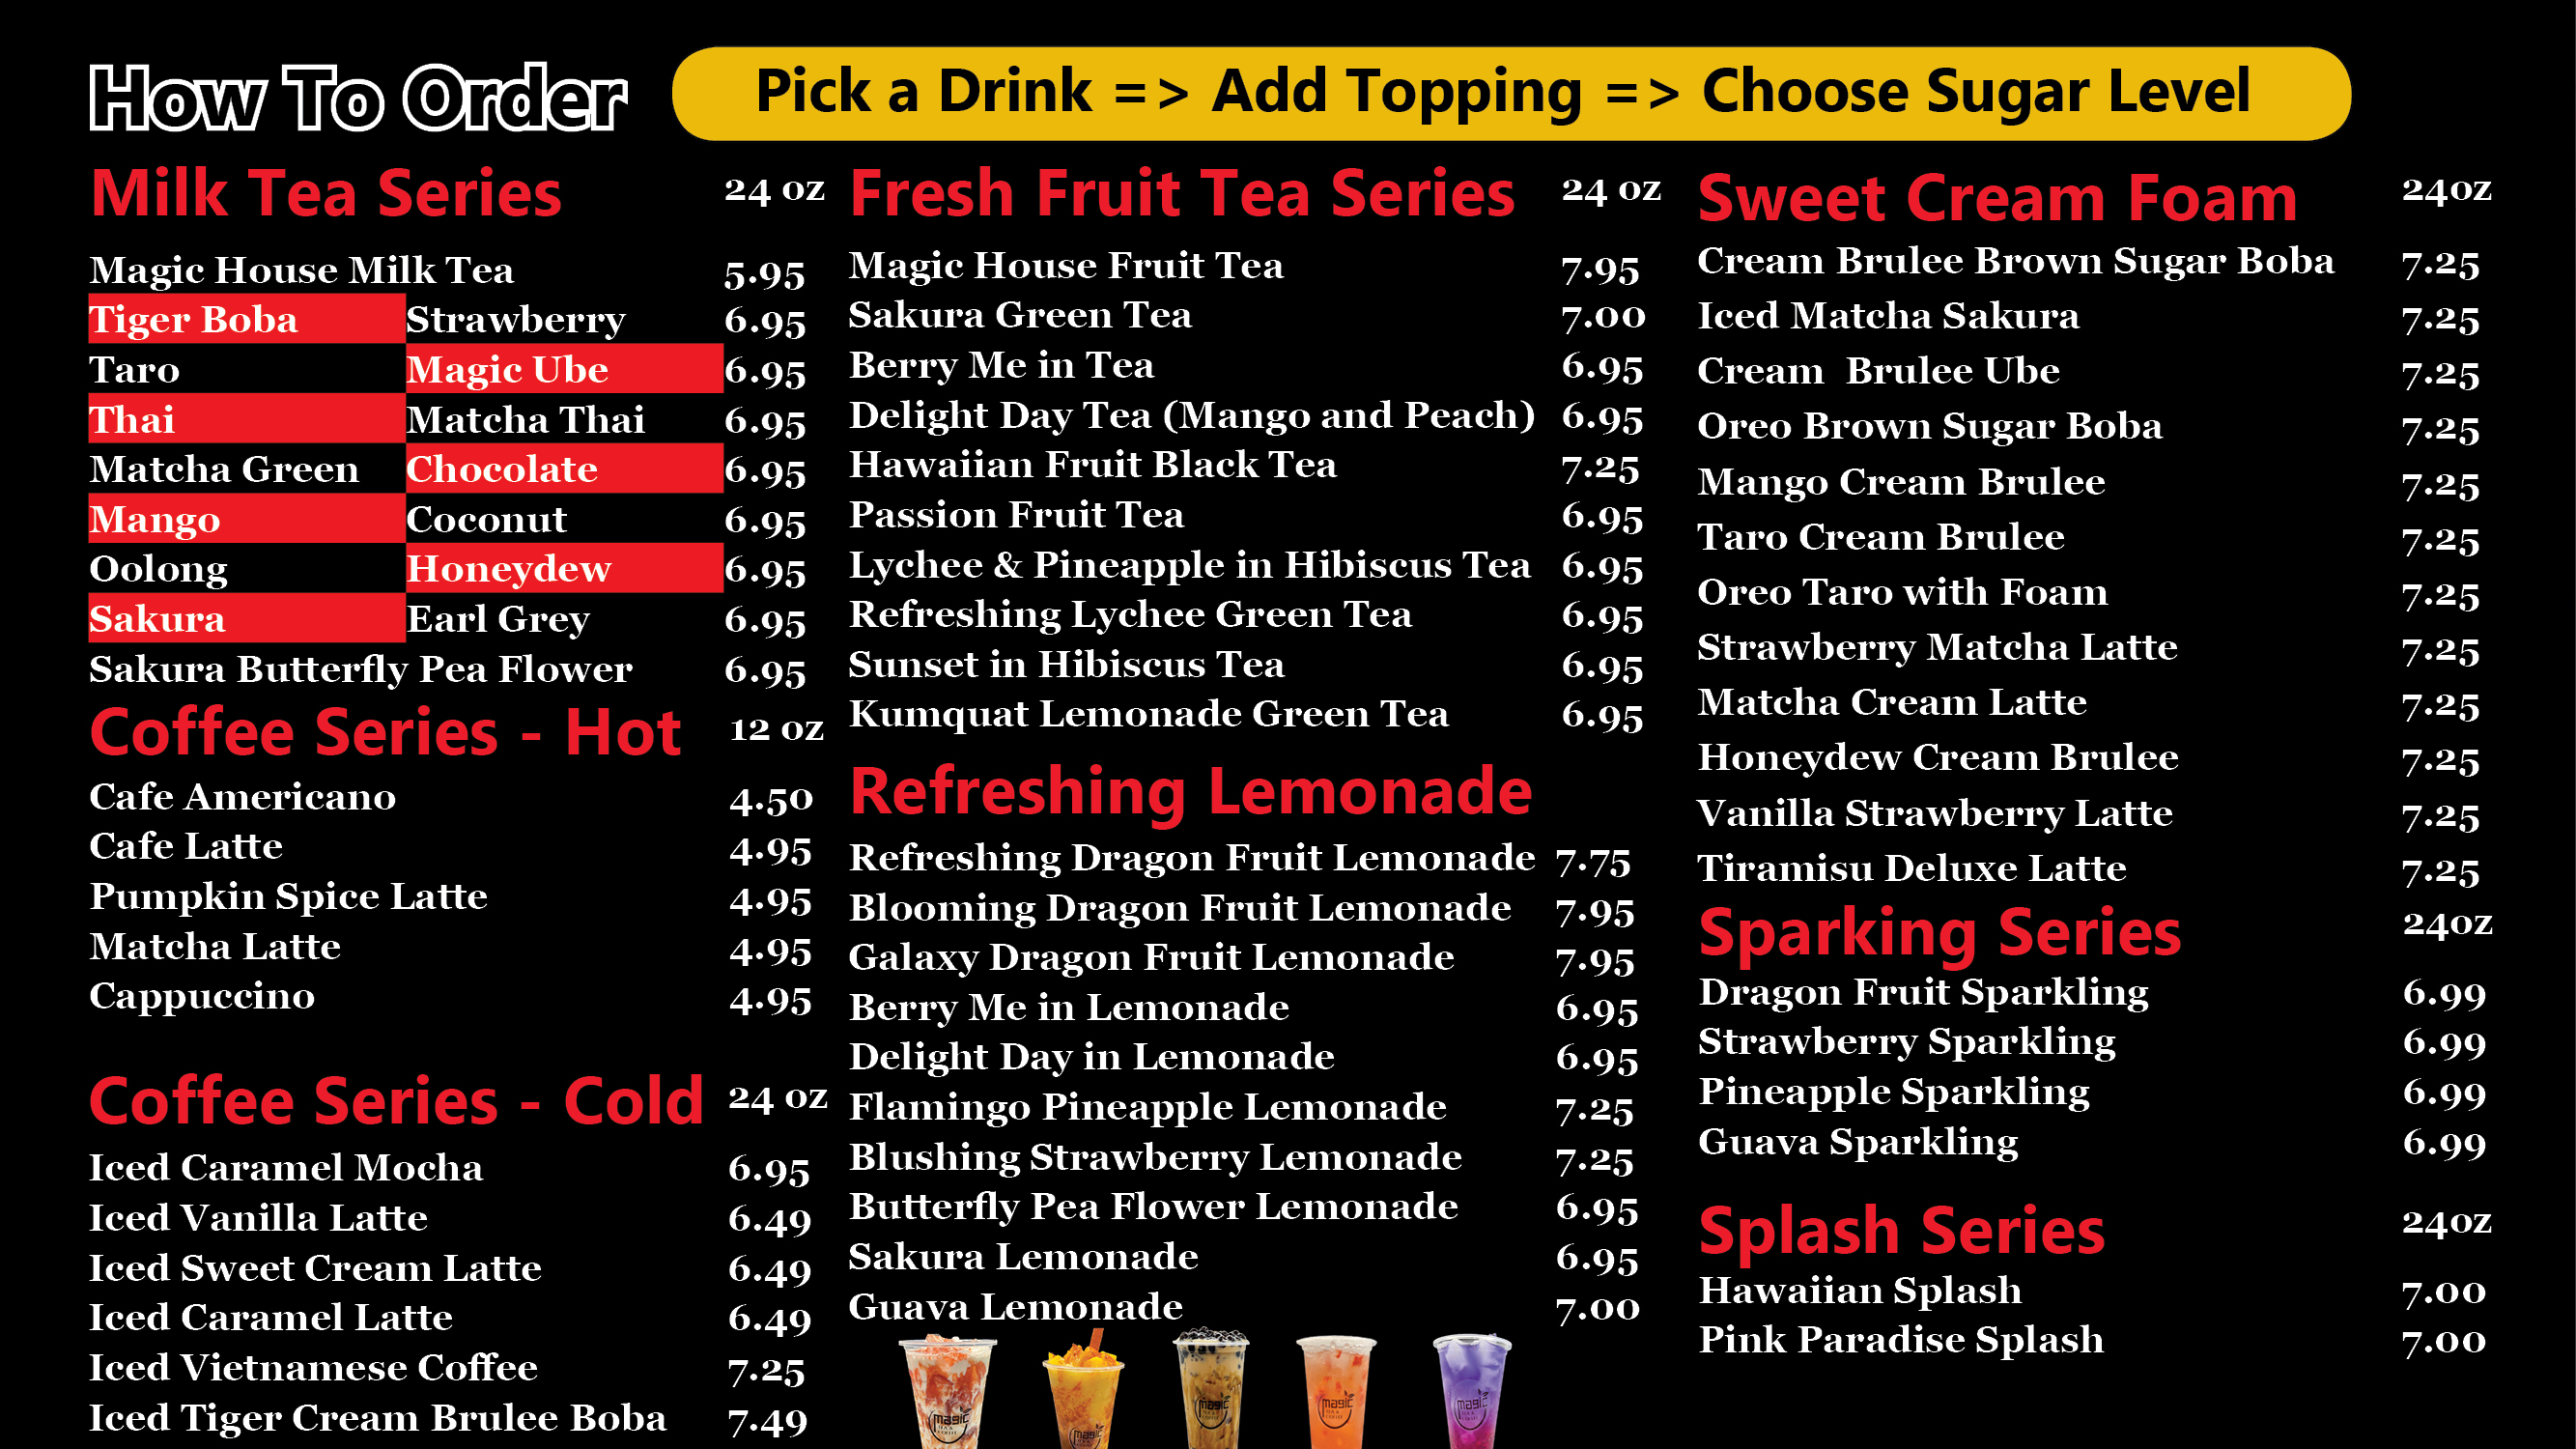 How To Order
Pick a Drink => Add Topping => Choose Sugar Level
Milk Tea Series 24 oz
Magic House Milk Tea 5.95
Tiger Boba Strawberry 6.95
Taro Magic Ube 6.95
Thai Matcha Thai 6.95
Matcha Green Chocolate 6.95
Mango Coconut 6.95
Oolong Honeydew 6.95
Sakura Earl Grey 6.95
Sakura Butterfly Pea Flower 6.95
Coffee Series - Hot 12 oz
Cafe Americano 4.50
Cafe Latte 4.95
Pumpkin Spice Latte 4.95
Matcha Latte 4.95
Cappuccino 4.95
Coffee Series - Cold 24 oz
Iced Caramel Mocha 6.95
Iced Vanilla Latte 6.49
Iced Sweet Cream Latte 6.49
Iced Caramel Latte 6.49
Iced Vietnamese Coffee 7.25
Iced Tiger Cream Brulee Boba 7.49
Fresh Fruit Tea Series 24 oz
Magic House Fruit Tea 7.95
Sakura Green Tea 7.00
Berry Me in Tea 6.95
Delight Day Tea (Mango and Peach) 6.95
Hawaiian Fruit Black Tea 7.25
Passion Fruit Tea 6.95
Lychee & Pineapple in Hibiscus Tea 6.95
Refreshing Lychee Green Tea 6.95
Sunset in Hibiscus Tea 6.95
Kumquat Lemonade Green Tea 6.95
Refreshing Lemonade
Refreshing Dragon Fruit Lemonade 7.75
Blooming Dragon Fruit Lemonade 7.95
Galaxy Dragon Fruit Lemonade 7.95
Berry Me in Lemonade 6.95
Delight Day in Lemonade 6.95
Flamingo Pineapple Lemonade 7.25
Blushing Strawberry Lemonade 7.25
Butterfly Pea Flower Lemonade 6.95
Sakura Lemonade 6.95
Guava Lemonade 7.00
magic
magic
magic
magic
magic
Sweet Cream Foam 24oz
Cream Brulee Brown Sugar Boba 7.25
Iced Matcha Sakura 7.25
Cream Brulee Ube 7.25
Oreo Brown Sugar Boba 7.25
Mango Cream Brulee 7.25
Taro Cream Brulee 7.25
Oreo Taro with Foam 7.25
Strawberry Matcha Latte 7.25
Matcha Cream Latte 7.25
Honeydew Cream Brulee 7.25
Vanilla Strawberry Latte 7.25
Tiramisu Deluxe Latte 7.25
Sparking Series 24oz
Dragon Fruit Sparkling 6.99
Strawberry Sparkling 6.99
Pineapple Sparkling 6.99
Guava Sparkling 6.99
Splash Series 24oz
Hawaiian Splash 7.00
Pink Paradise Splash 7.00